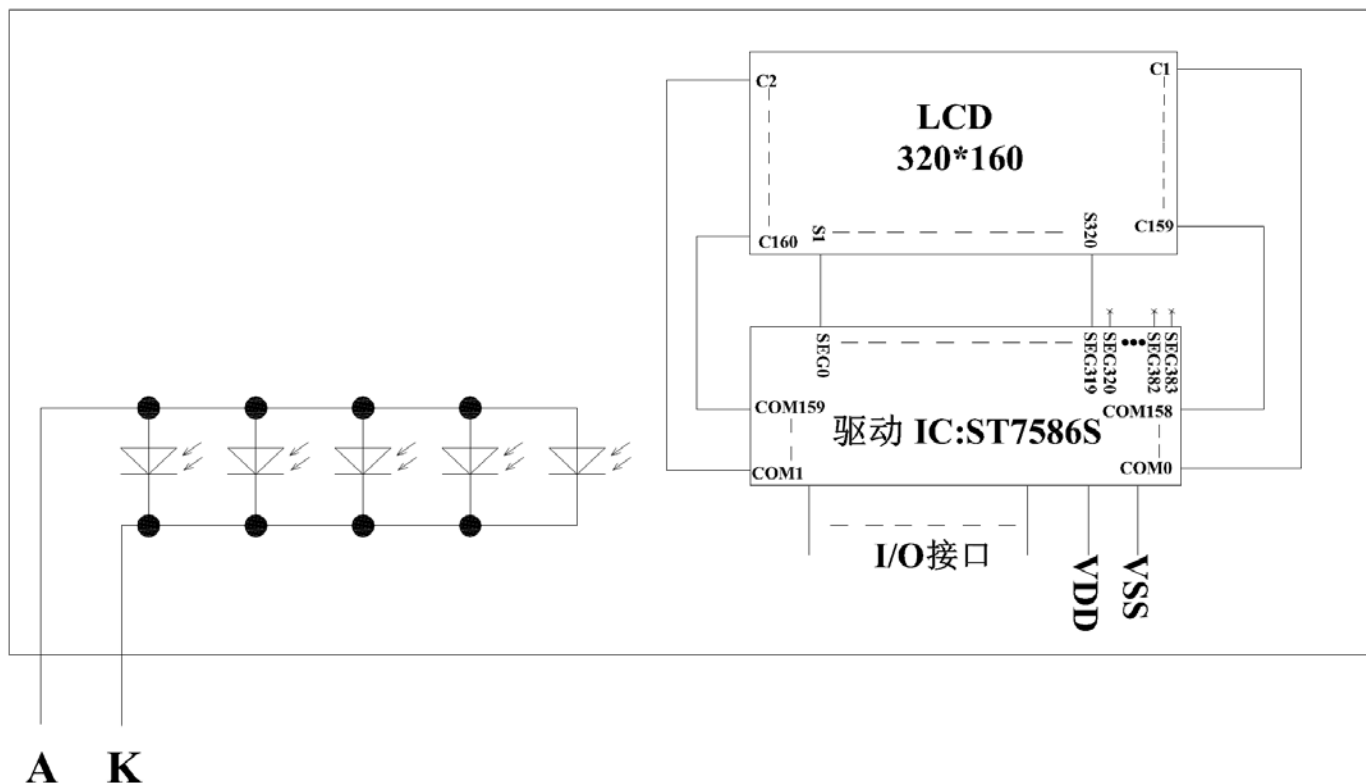 C2
C1
LCD
320*160
C160
S1
S320
C159
SEG0
SEG319
SEG320
SEG382
SEG383
COM159
COM158
驱动 IC:ST7586S
COM1
COM0
I/O接口
VDD
VSS
A
K